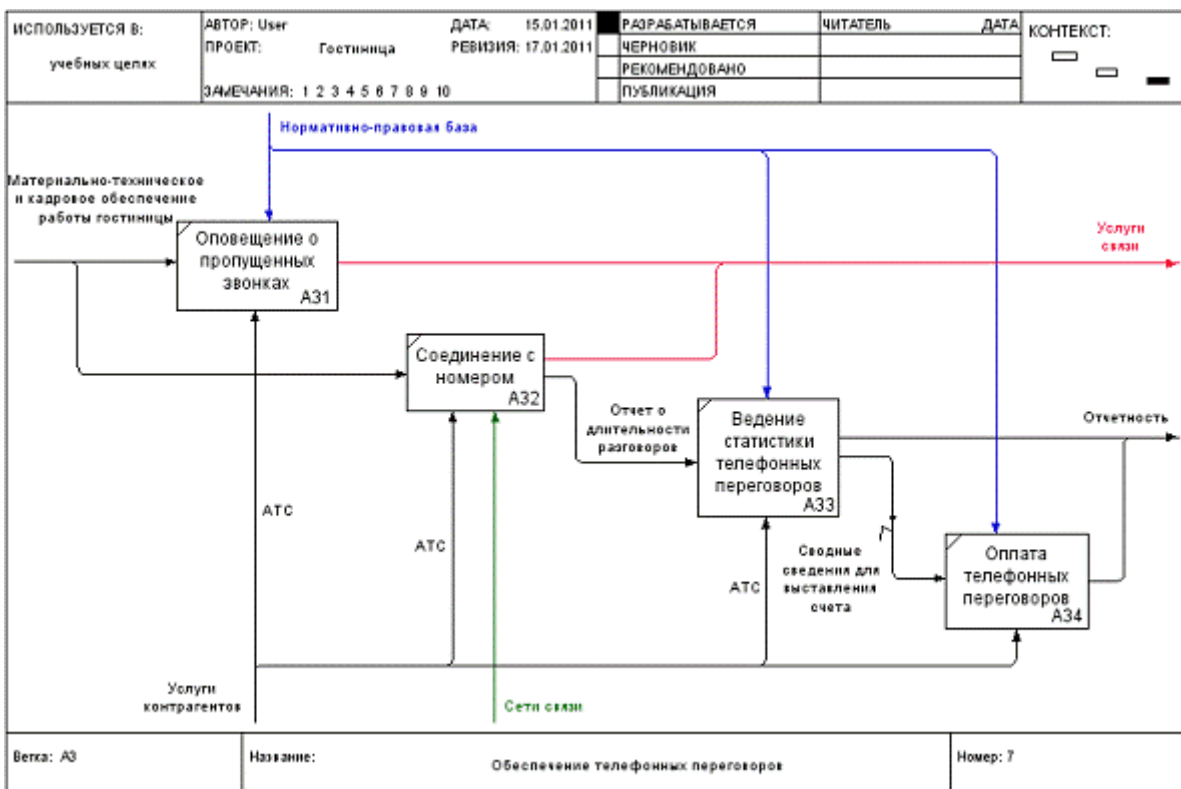 ИСПОЛЬЗУЕТСЯ В:
учебных целях
АВТОР: User
ДАТА: 15.01.2011
ПРОЕКТ: Гостиница
РЕВИЗИЯ: 17.01.2011
ЗАМЕЧАНИЯ: 1 2 3 4 5 6 7 8 9 10
РАЗРАБАТЫВАЕТСЯ
ЧЕРНОВИК
РЕКОМЕНДОВАНО
ПУБЛИКАЦИЯ
ЧИТАТЕЛЬ
ДАТА
КОНТЕКСТ:
Нормативно-правовая база
Материально-техническое
и кадровое обеспечение
работы гостиницы
Оповещение о
пропущенных
звонках
A31
Услуги
связи
Соединение с
номером
A32
Отчет о
длительности
разговоров
Ведение
статистики
телефонных
переговоров
A33
Отчетность
АТС
АТС
АТС
Сводные
сведения для
выставления
счета
Оплата
телефонных
переговоров
A34
Услуги
контрагентов
Сети связи
Ветка: A3
Название:
Обеспечение телефонных переговоров
Номер: 7